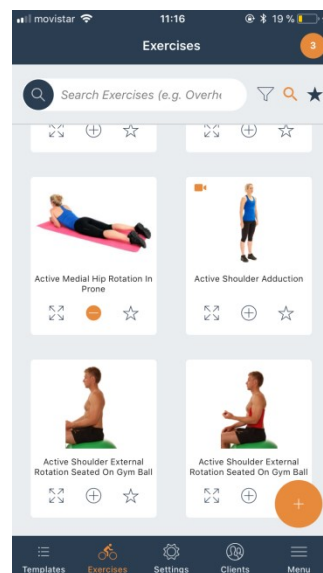 movistar 11:16 19 %
Exercises 3
Search Exercises (e.g. Overhe
Active Medial Hip Rotation In
Prone
Active Shoulder Adduction
Active Shoulder External
Rotation Seated On Gym Ball
Active Shoulder External
Rotation Seated On Gym Ball
Templates Exercises Settings Clients Menu